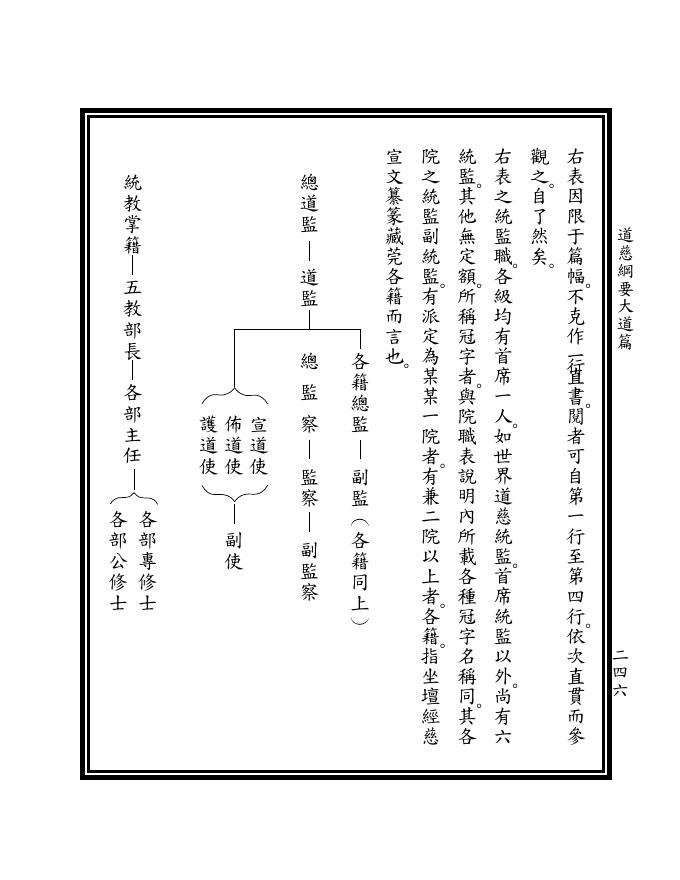 道慈綱要大道篇
二四六
右表因限于篇幅。不克作一行直書。閱者可自第一行至第四行。依次直貫而參
觀之。自了然矣。
右表之統監職。各級均有首席一人。如世界道慈統監。首席統監以外。尚有六
統監。其他無定額。所稱冠字者。與院職表說明內所載各種冠字名稱同。其各
院之統監副統監。有派定為某某一院者。有兼二院以上者。各籍。指坐壇經慈
宣文纂篆藏莞各籍而言也。
各籍總監—副監（各籍同上）
總道監—道監
總監察—監察—副監察
宣道使
佈道使
護道使
副使
統教掌籍—五教部長—各部主任
各部專修士
各部公修士